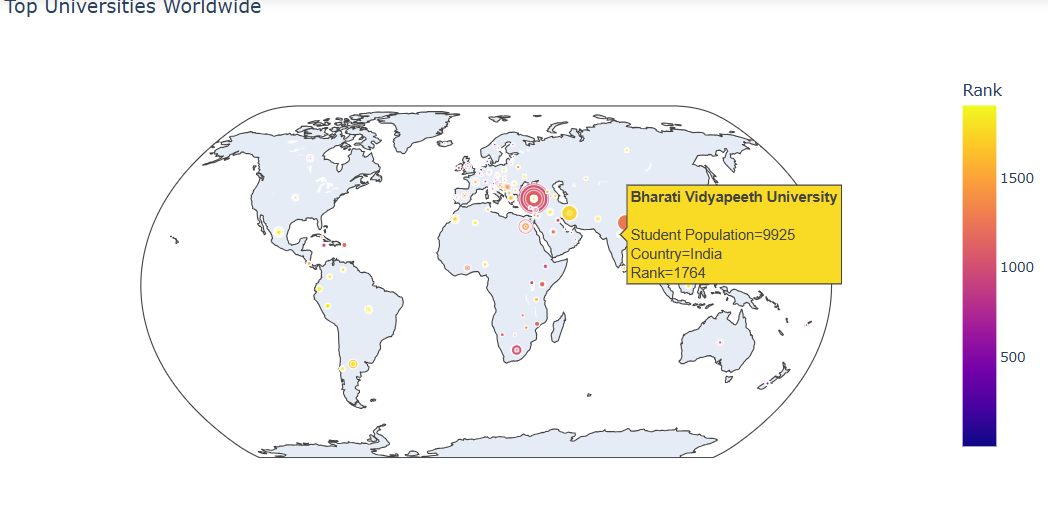 Top Universities Worldwide
Rank
1500
1000
500
Bharati Vidyapeeth University
Student Population=9925
Country=India
Rank=1764